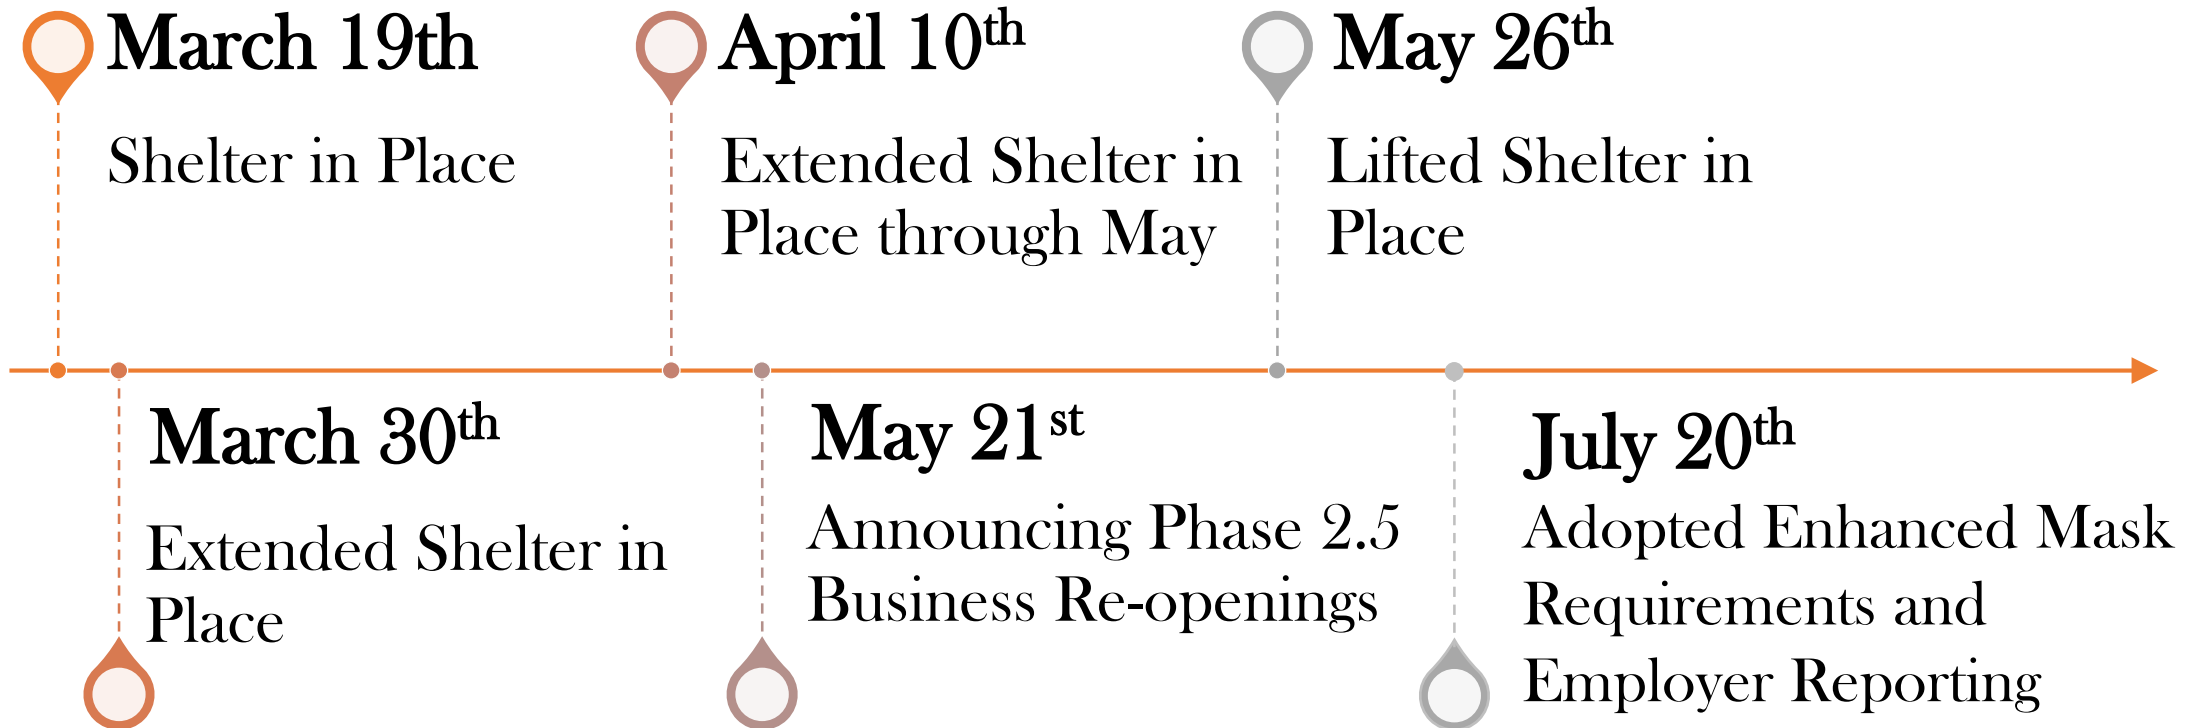 March 19th
Shelter in Place
March 30th
Extended Shelter in
Place
April 10th
Extended Shelter in
Place through May
May 21st
Announcing Phase 2.5
Business Re-openings
May 26th
Lifted Shelter in
Place
July 20th
Adopted Enhanced Mask
Requirements and
Employer Reporting